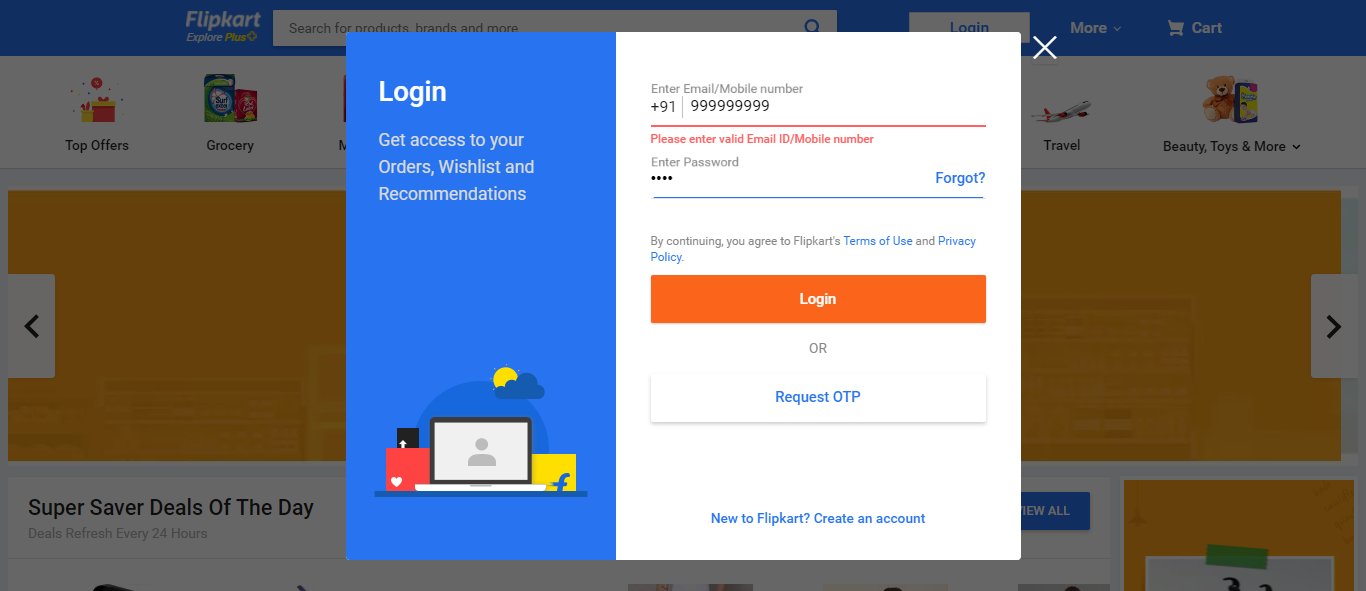 Flipkart
Explore Plus
Search for products, brands and more
Login
More
Cart
Top Offers
Grocery
M
Travel
Beauty, Toys & More
Login
Get access to your
Orders, Wishlist and
Recommendations
Enter Email/Mobile number
+91 999999999
Please enter valid Email ID/Mobile number
Enter Password
••••
Forgot?
By continuing, you agree to Flipkart's Terms of Use and Privacy
Policy.
Login
OR
Request OTP
New to Flipkart? Create an account
Super Saver Deals Of The Day
Deals Refresh Every 24 Hours
VIEW ALL